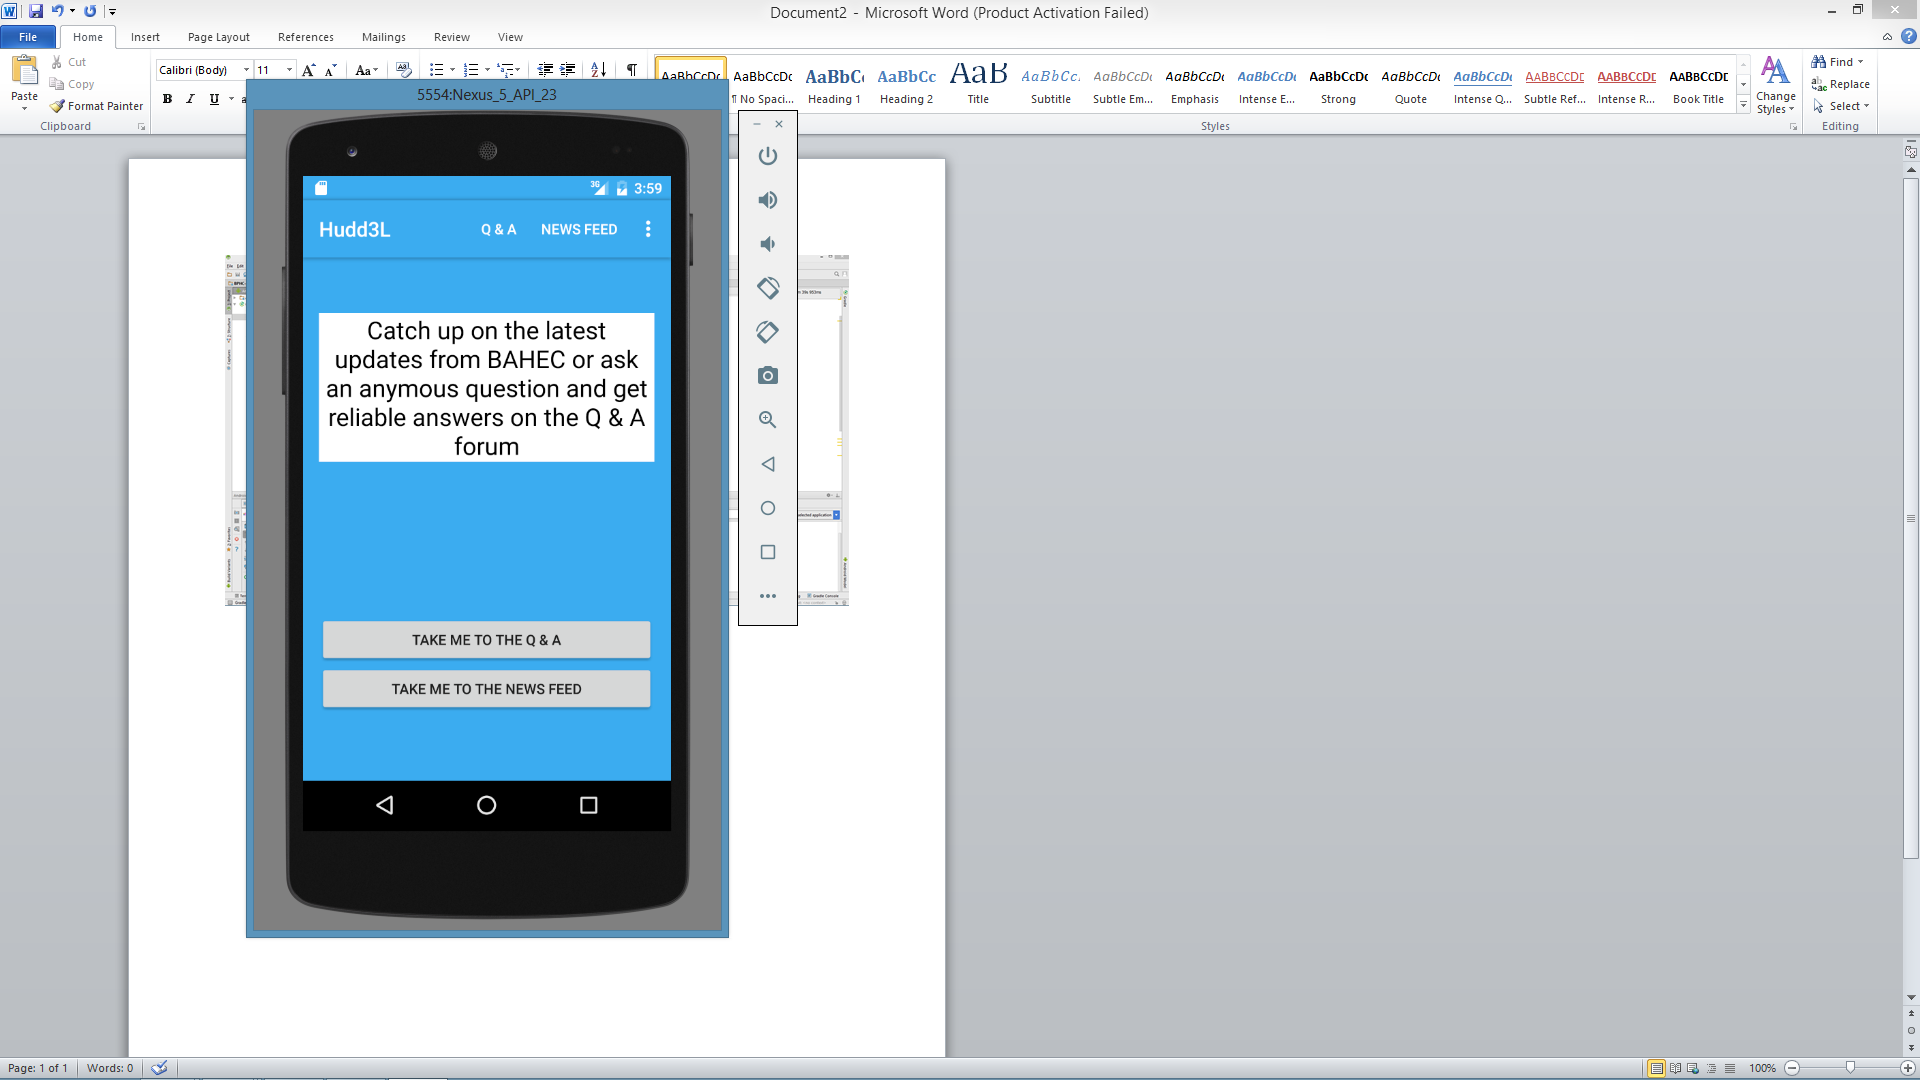 Document2 - Microsoft Word (Product Activation Failed)
File Home Insert Page Layout References Mailings Review View
Paste
Cut
Copy
Format Painter
Clipboard
Calibri (Body) 11
Aa
B I U
AaBbCcDc
AaBbCcDc
¶ No Spaci...
AaBbC
Heading 1
AaBbCc
Heading 2
AaB
Title
AaBbCc.
Subtitle
AaBbCcDc
Subtle Em...
AaBbCcDc
Emphasis
AaBbCcDc
Intense E...
AaBbCcDc
Strong
AaBbCcDc
Quote
AaBbCcDc
Intense Q...
AABBCCDE
Subtle Ref...
AABBCCDE
Intense R...
AABBCCDE
Book Title
Change
Styles
Styles
Find
Replace
Select
Editing
5554:Nexus_5_API_23
3G 3:59
Hudd3L Q & A NEWS FEED
Catch up on the latest
updates from BAHEC or ask
an anymous question and get
reliable answers on the Q & A
forum
TAKE ME TO THE Q & A
TAKE ME TO THE NEWS FEED
Page: 1 of 1 Words: 0
100%